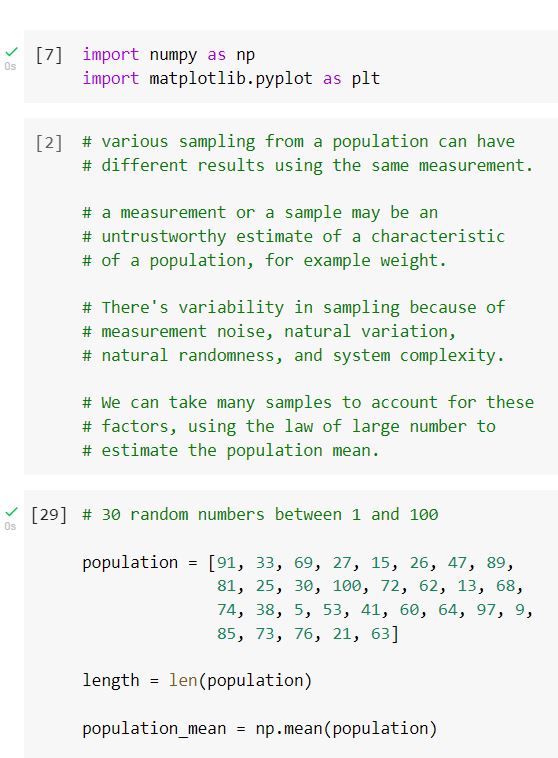 [7] import numpy as np
0s import matplotlib.pyplot as plt
[2] # various sampling from a population can have
# different results using the same measurement.
# a measurement or a sample may be an
# untrustworthy estimate of a characteristic
# of a population, for example weight.
# There's variability in sampling because of
# measurement noise, natural variation,
# natural randomness, and system complexity.
# We can take many samples to account for these
# factors, using the law of large number to
# estimate the population mean.
[29] # 30 random numbers between 1 and 100
0s
population = [91, 33, 69, 27, 15, 26, 47, 89,
81, 25, 30, 100, 72, 62, 13, 68,
74, 38, 5, 53, 41, 60, 64, 97, 9,
85, 73, 76, 21, 63]
length = len(population)
population_mean = np.mean(population)